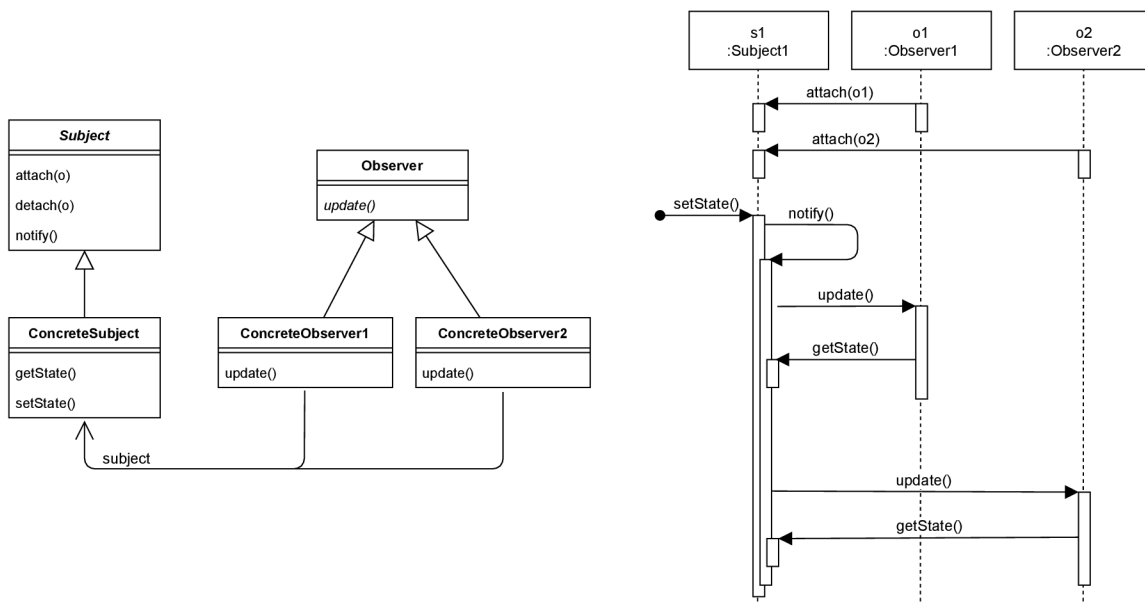 Subject
attach(o)
detach(o)
notify()
Observer
update()
ConcreteSubject
getState()
setState()
ConcreteObserver1
update()
ConcreteObserver2
update()
subject
s1
:Subject1
o1
:Observer1
o2
:Observer2
attach(o1)
attach(o2)
setState()
notify()
update()
getState()
update()
getState()